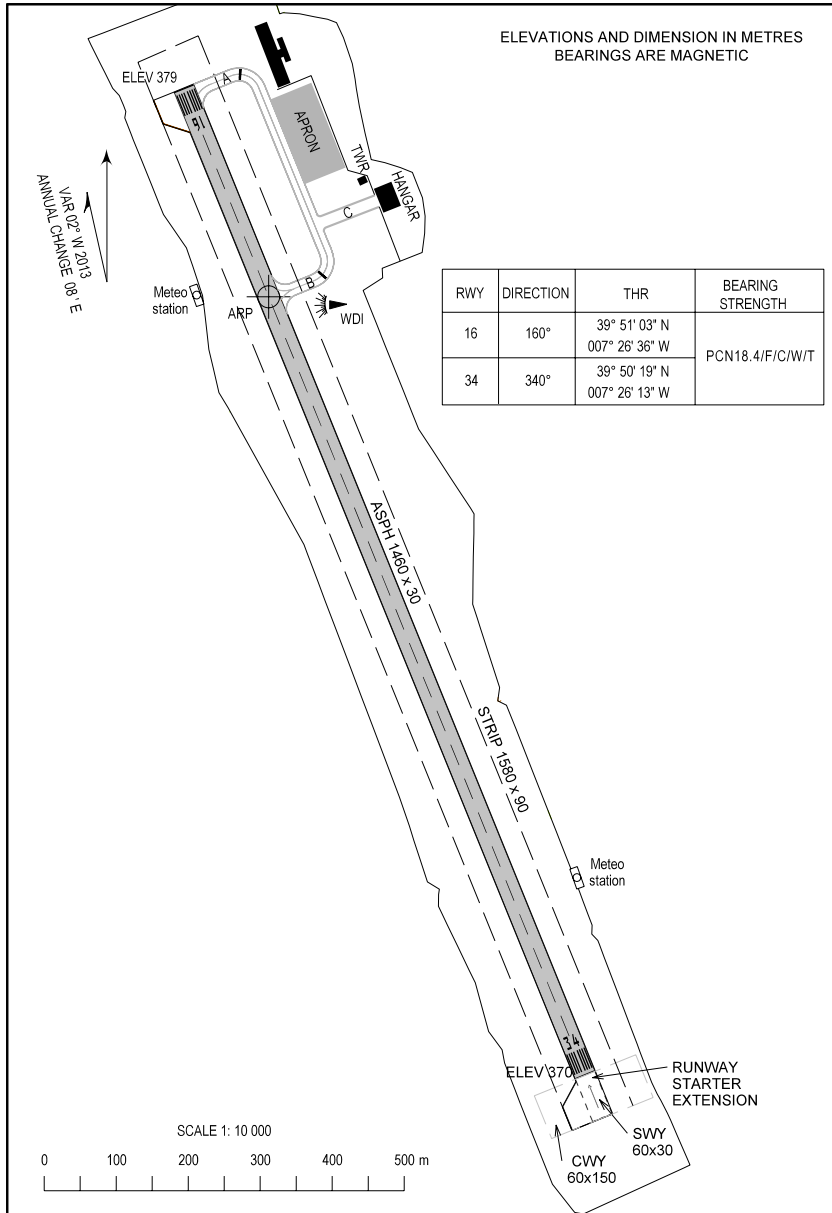 ELEVATIONS AND DIMENSION IN METRES
BEARINGS ARE MAGNETIC
ELEV 379
A
16
APRON
TWR
HANGAR
C
VAR 02° W 2013
ANNUAL CHANGE 08' E
B
Meteo
station
ARP
WDI
RWY DIRECTION THR BEARING
STRENGTH
16 160° 39° 51' 03" N
007° 26' 36" W
PCN18.4/F/C/W/T
34 340° 39° 50' 19" N
007° 26' 13" W
ASPH 1460 x 30
STRIP 1580 x 90
Meteo
station
34
ELEV 370
RUNWAY
STARTER
EXTENSION
SWY
60x30
CWY
60x150
SCALE 1: 10 000
0 100 200 300 400 500 m